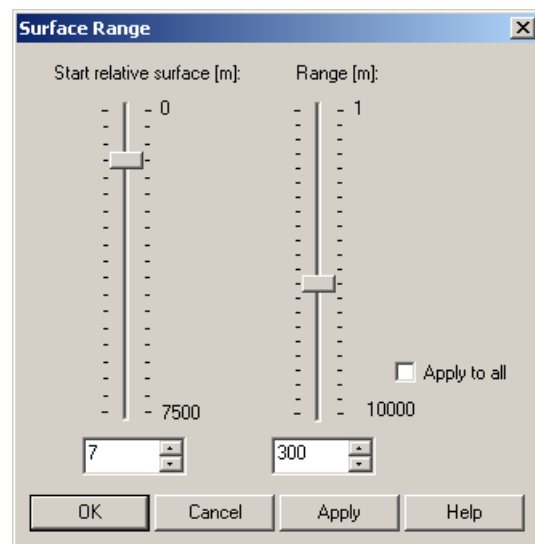 Surface Range
Start relative surface [m]: Range [m]:
0 1
Apply to all
7500 10000
7 300
OK Cancel Apply Help